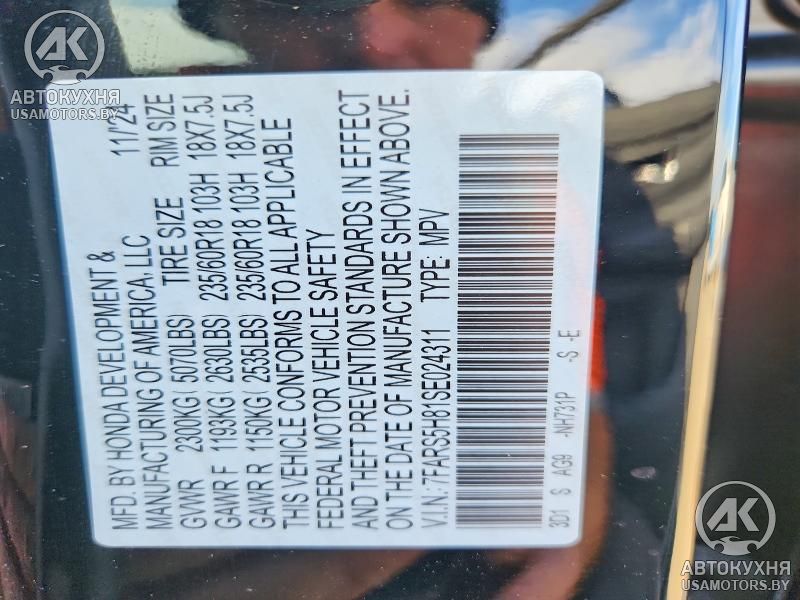 AK
АВТОКУХНЯ
USAMOTORS.BY
MFD. BY HONDA DEVELOPMENT & 11/'24
MANUFACTURING OF AMERICA, LLC
GVWR 2300KG( 5070LBS) TIRE SIZE RIM SIZE
GAWR F 1193KG( 2630LBS) 235/60R18 103H 18X7.5J
GAWR R 1150KG( 2535LBS) 235/60R18 103H 18X7.5J
THIS VEHICLE CONFORMS TO ALL APPLICABLE
FEDERAL MOTOR VEHICLE SAFETY
AND THEFT PREVENTION STANDARDS IN EFFECT
ON THE DATE OF MANUFACTURE SHOWN ABOVE.
V.I.N.: 7FARS5H81SE024311 TYPE: MPV
3D1 S AG9 -NH731P -S -E
AK
АВТОКУХНЯ
USAMOTORS.BY